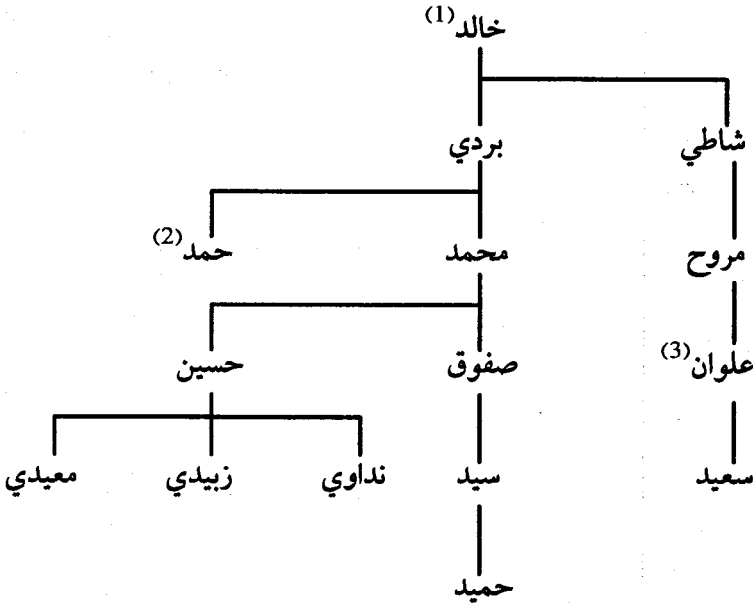 خالد(1)
شاطي بردي
مروح محمد حمد(2)
علوان(3) صفوق حسين
سعيد سيد نداوي زبيدي معيدي
حميد